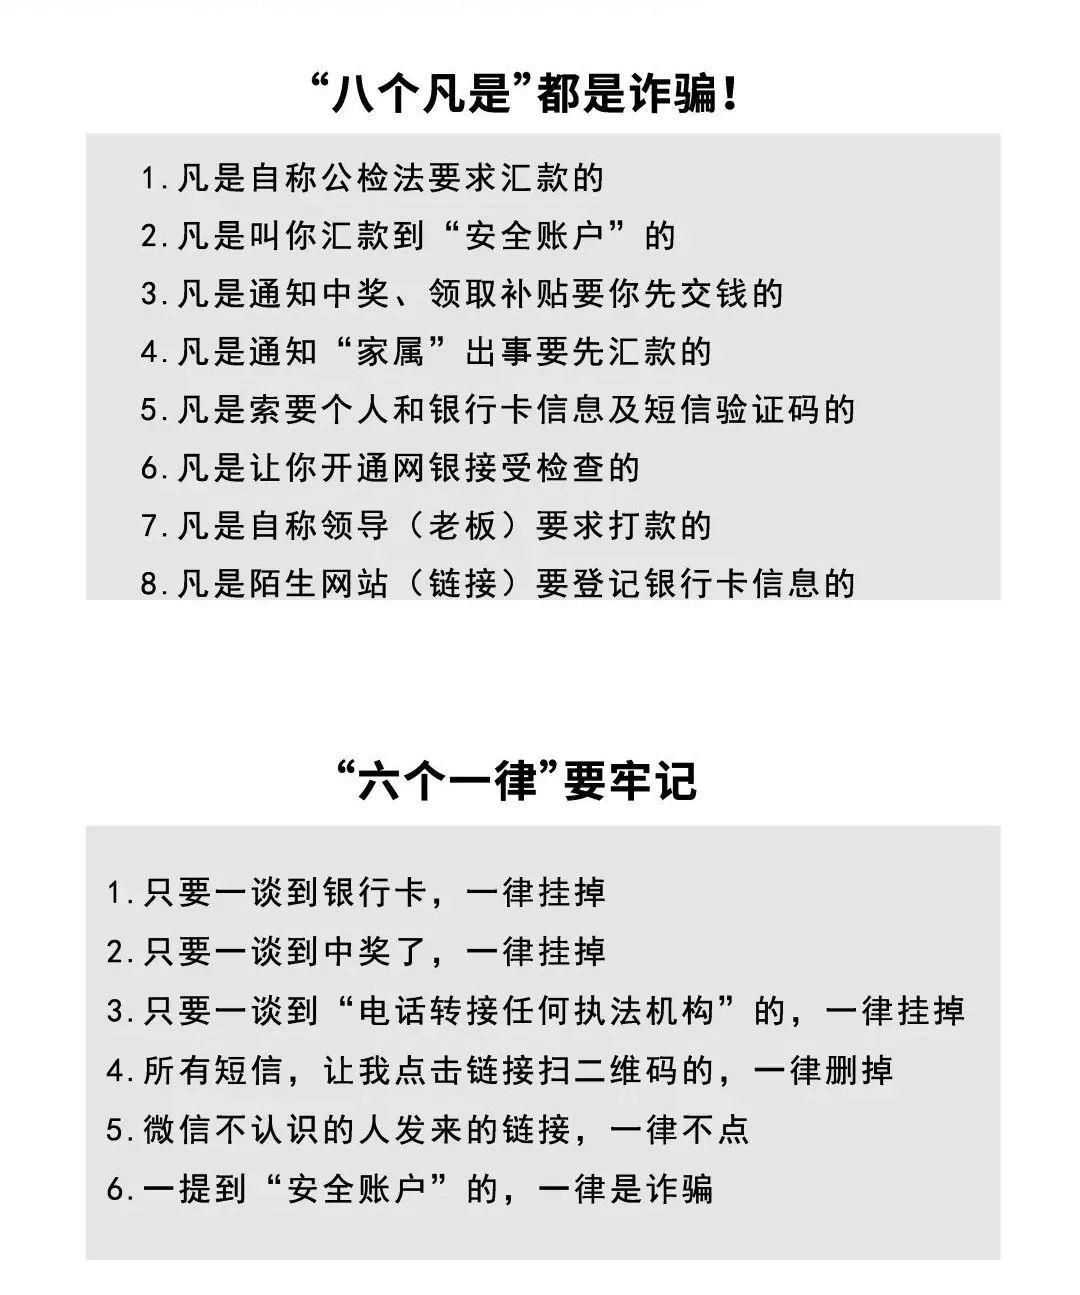 “八个凡是”都是诈骗！
1.凡是自称公检法要求汇款的
2.凡是叫你汇款到“安全账户”的
3.凡是通知中奖、领取补贴要你先交钱的
4.凡是通知“家属”出事要先汇款的
5.凡是索要个人和银行卡信息及短信验证码的
6.凡是让你开通网银接受检查的
7.凡是自称领导（老板）要求打款的
8.凡是陌生网站（链接）要登记银行卡信息的
“六个一律”要牢记
1.只要一谈到银行卡，一律挂掉
2.只要一谈到中奖了，一律挂掉
3.只要一谈到“电话转接任何执法机构”的，一律挂掉
4.所有短信，让我点击链接扫二维码的，一律删掉
5.微信不认识的人发来的链接，一律不点
6.一提到“安全账户”的，一律是诈骗